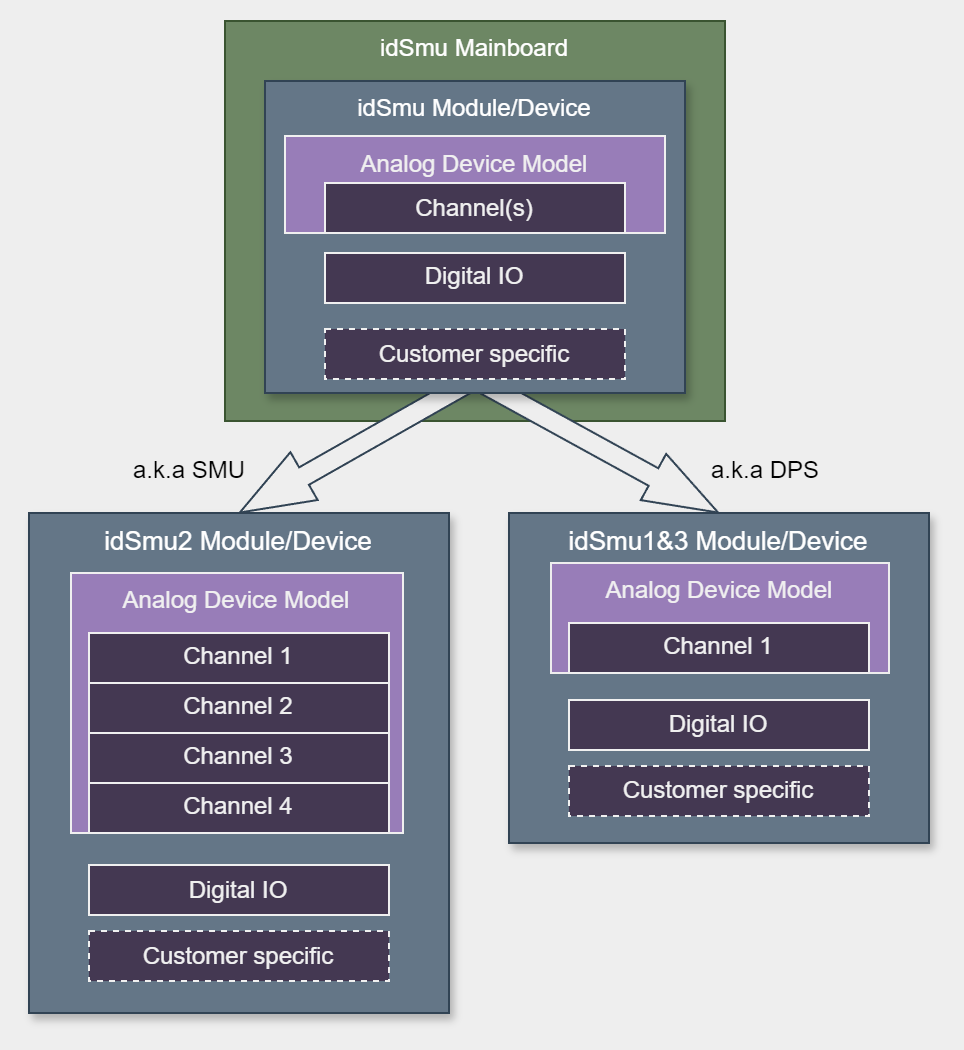 idSmu Mainboard
idSmu Module/Device
Analog Device Model
Channel(s)
Digital IO
Customer specific
a.k.a SMU
a.k.a DPS
idSmu2 Module/Device
Analog Device Model
Channel 1
Channel 2
Channel 3
Channel 4
Digital IO
Customer specific
idSmu1&3 Module/Device
Analog Device Model
Channel 1
Digital IO
Customer specific